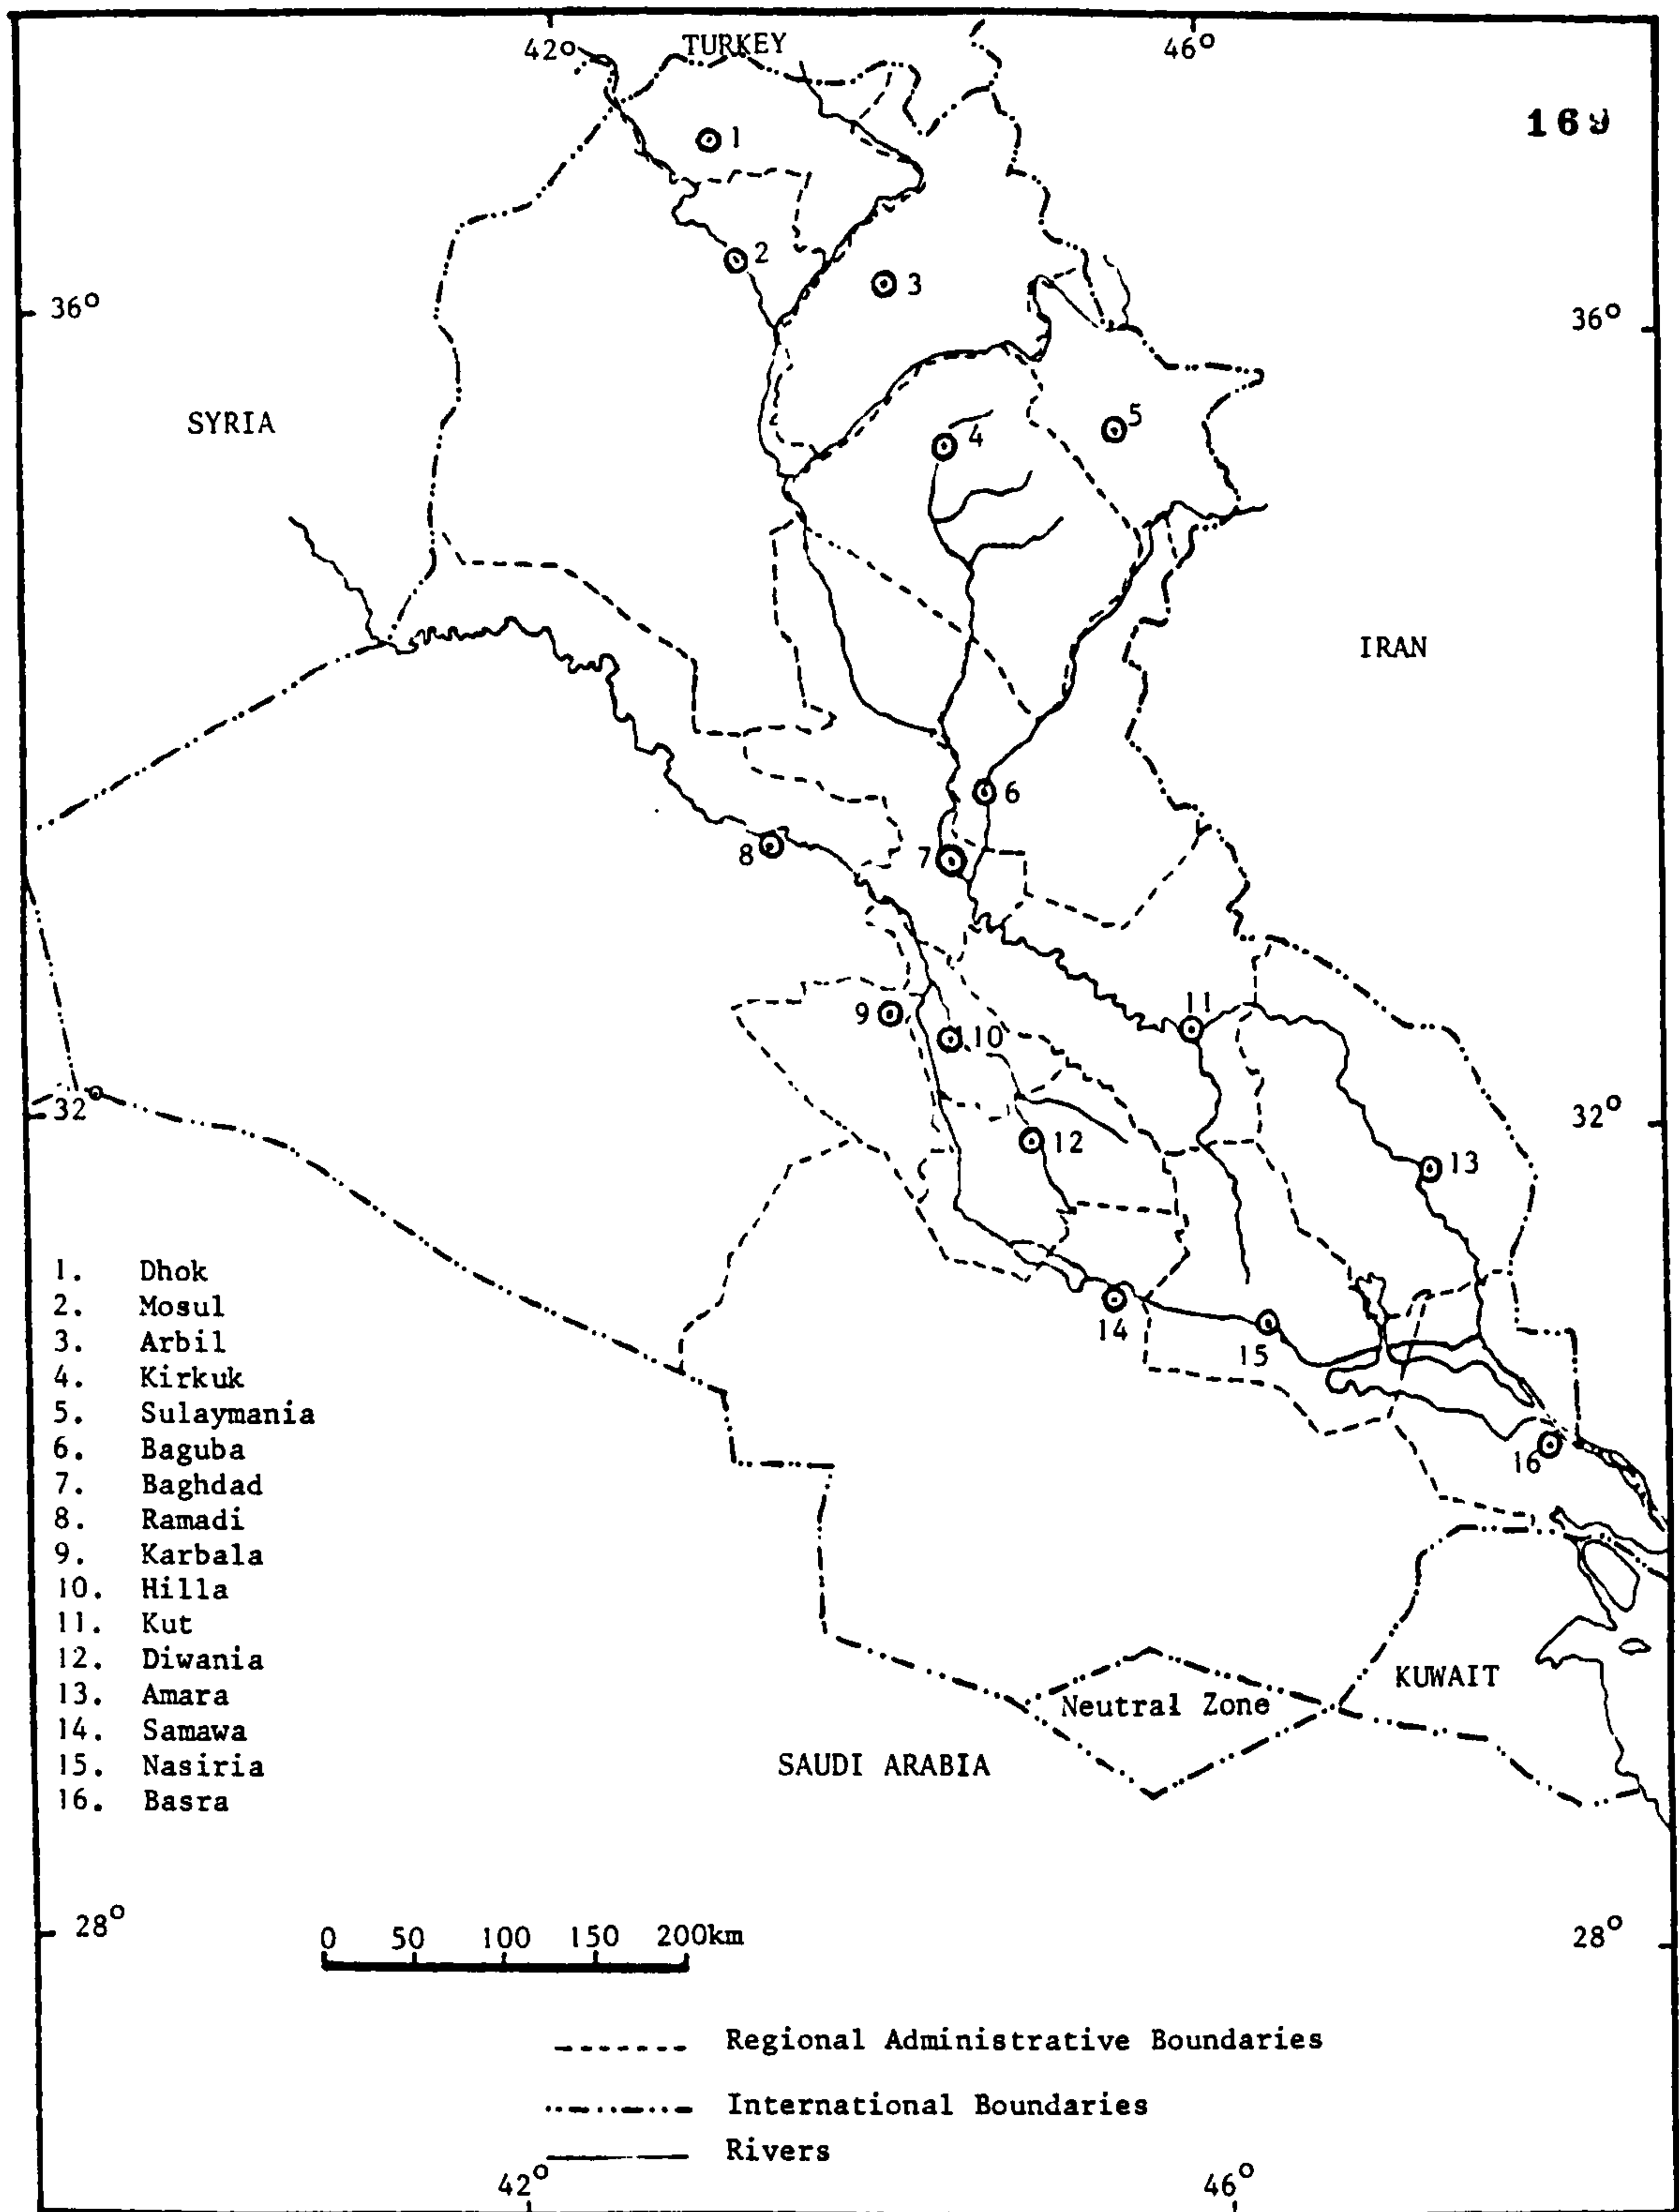 42° TURKEY 46°
169
1
2
3
36° 36°
SYRIA
4
5
IRAN
6
7
8
9
10
11
32 32°
12
13
14
15
16
1. Dhok
2. Mosul
3. Arbil
4. Kirkuk
5. Sulaymania
6. Baguba
7. Baghdad
8. Ramadi
9. Karbala
10. Hilla
11. Kut
12. Diwania
13. Amara
14. Samawa
15. Nasiria
16. Basra
KUWAIT
Neutral Zone
SAUDI ARABIA
28° 28°
0 50 100 150 200km
Regional Administrative Boundaries
International Boundaries
Rivers
42° 46°